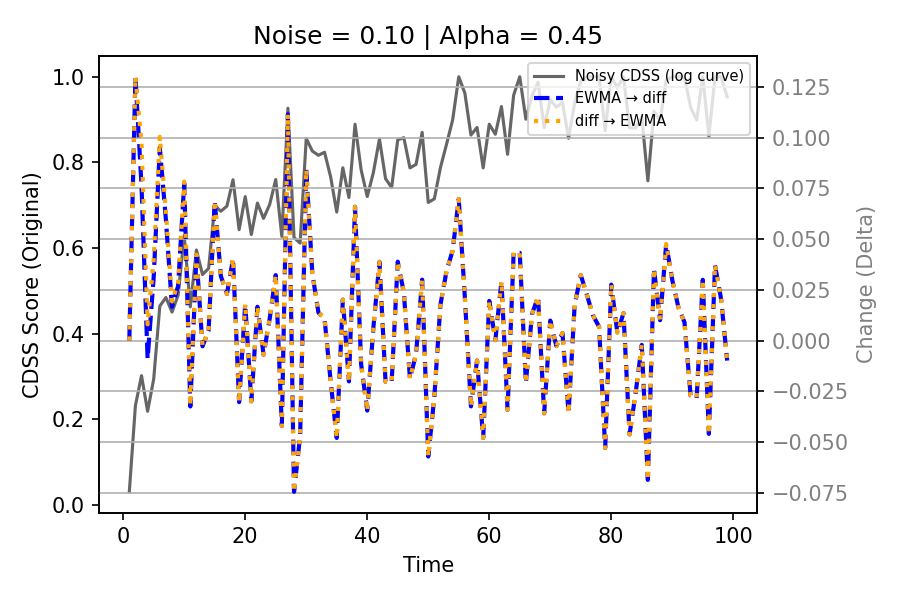 Noise = 0.10 | Alpha = 0.45
Noisy CDSS (log curve)
EWMA → diff
diff → EWMA
CDSS Score (Original)
1.0
0.8
0.6
0.4
0.2
0.0
0.125
0.100
0.075
0.050
0.025
0.000
−0.025
−0.050
−0.075
Change (Delta)
0 20 40 60 80 100
Time